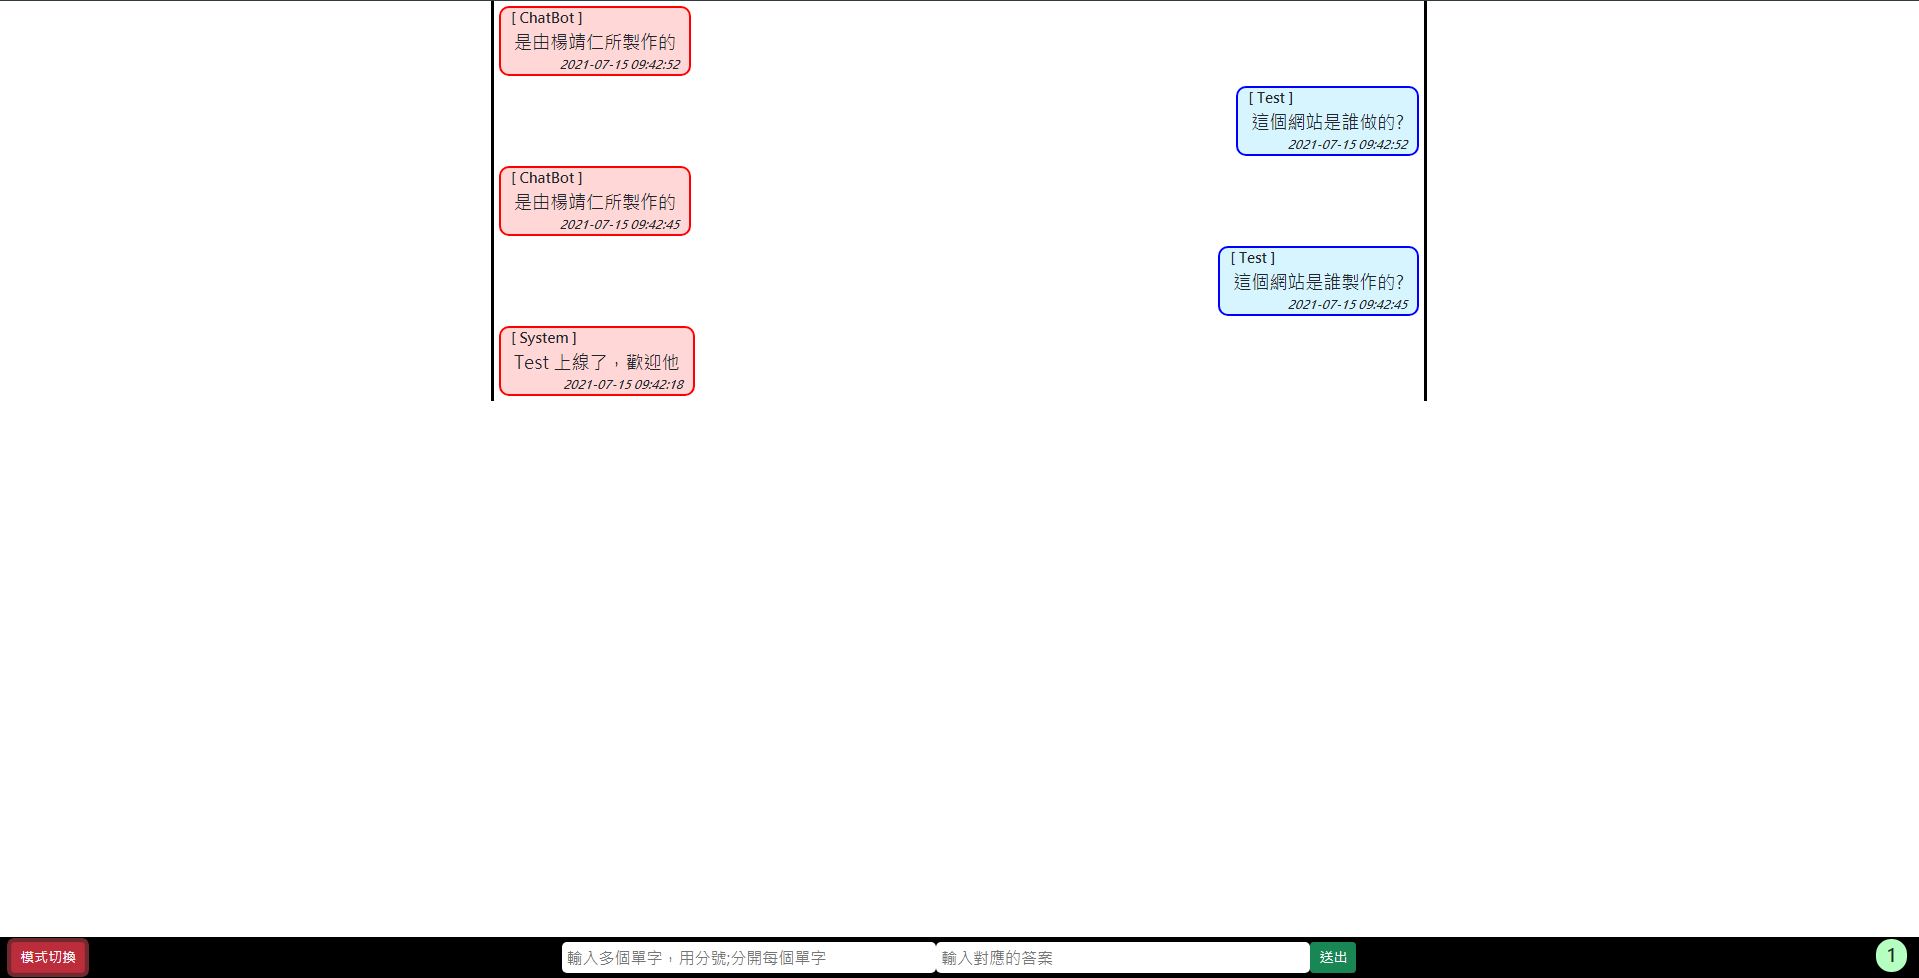 [ ChatBot ]
是由楊靖仁所製作的
2021-07-15 09:42:52
[ Test ]
這個網站是誰做的?
2021-07-15 09:42:52
[ ChatBot ]
是由楊靖仁所製作的
2021-07-15 09:42:45
[ Test ]
這個網站是誰製作的?
2021-07-15 09:42:45
[ System ]
Test 上線了，歡迎他
2021-07-15 09:42:18
模式切換
輸入多個單字，用分號;分開每個單字
輸入對應的答案
送出
1